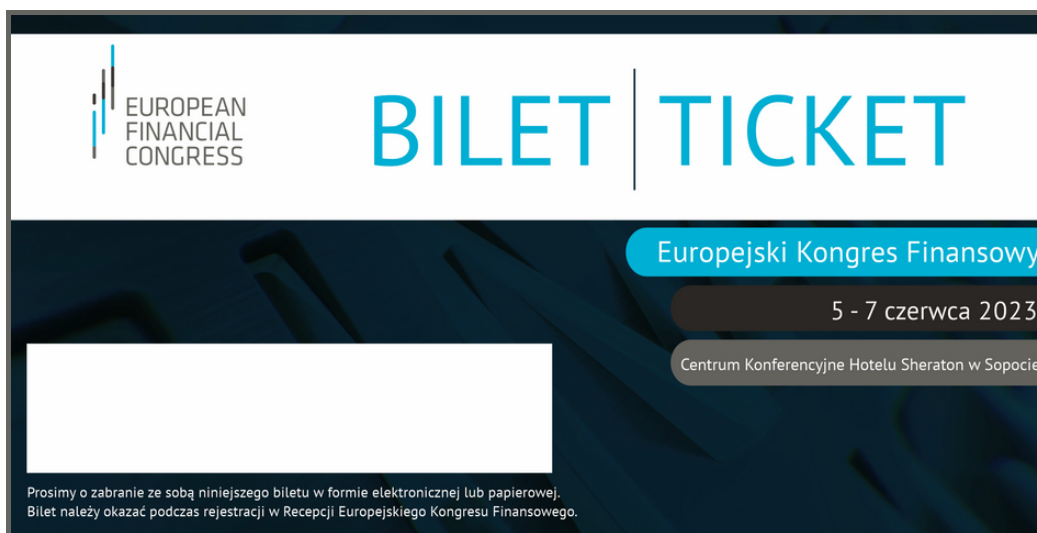 EUROPEAN
FINANCIAL
CONGRESS
BILET TICKET
Europejski Kongres Finansowy
5 - 7 czerwca 2023
Centrum Konferencyjne Hotelu Sheraton w Sopocie
Prosimy o zabranie ze sobą niniejszego biletu w formie elektronicznej lub papierowej.
Bilet należy okazać podczas rejestracji w Recepcji Europejskiego Kongresu Finansowego.